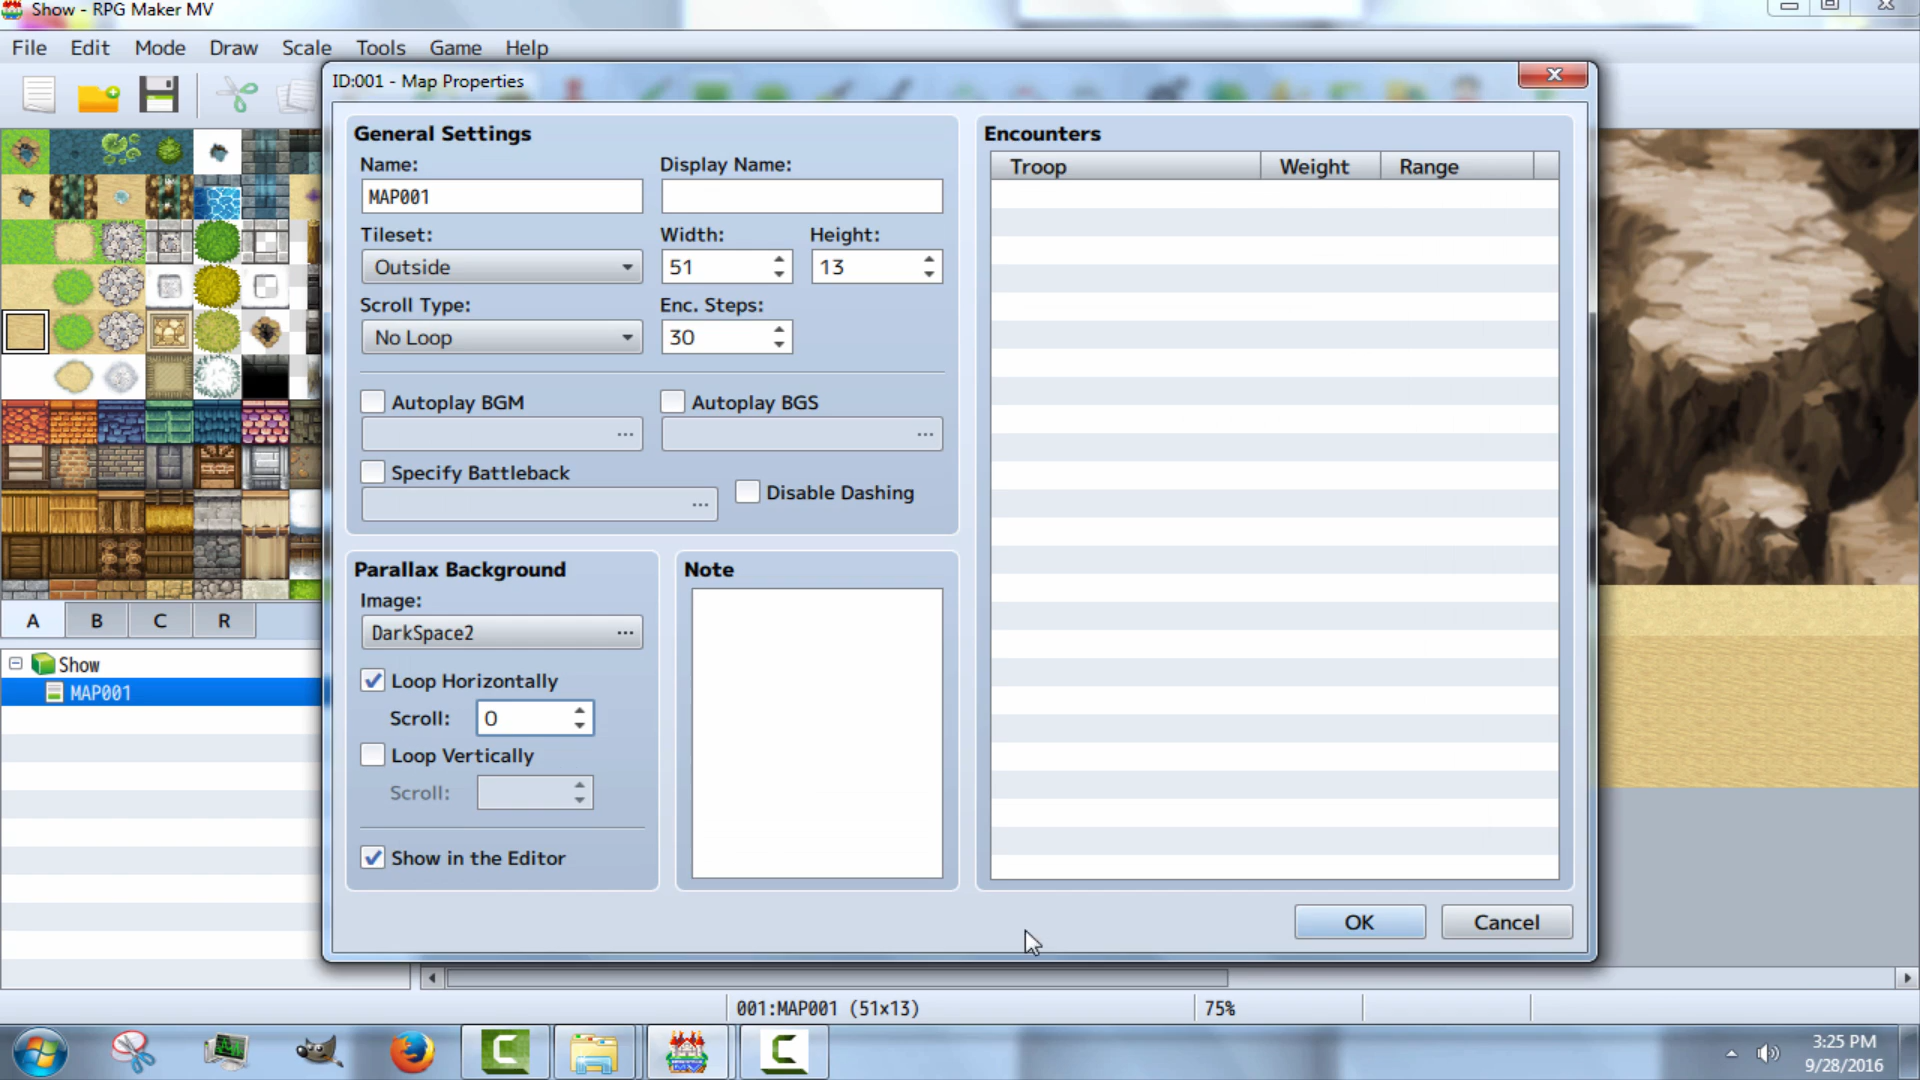 Show - RPG Maker MV
File Edit Mode Draw Scale Tools Game Help
ID:001 - Map Properties
General Settings
Name: Display Name:
MAP001
Tileset: Width: Height:
Outside 51 13
Scroll Type: Enc. Steps:
No Loop 30
Autoplay BGM Autoplay BGS
... ...
Specify Battleback
... Disable Dashing
Parallax Background
Image:
DarkSpace2 ...
Loop Horizontally
Scroll: 0
Loop Vertically
Scroll:
Show in the Editor
Note
Encounters
Troop Weight Range
OK Cancel
A B C R
Show
MAP001
001:MAP001 (51x13) 75%
3:25 PM
9/28/2016